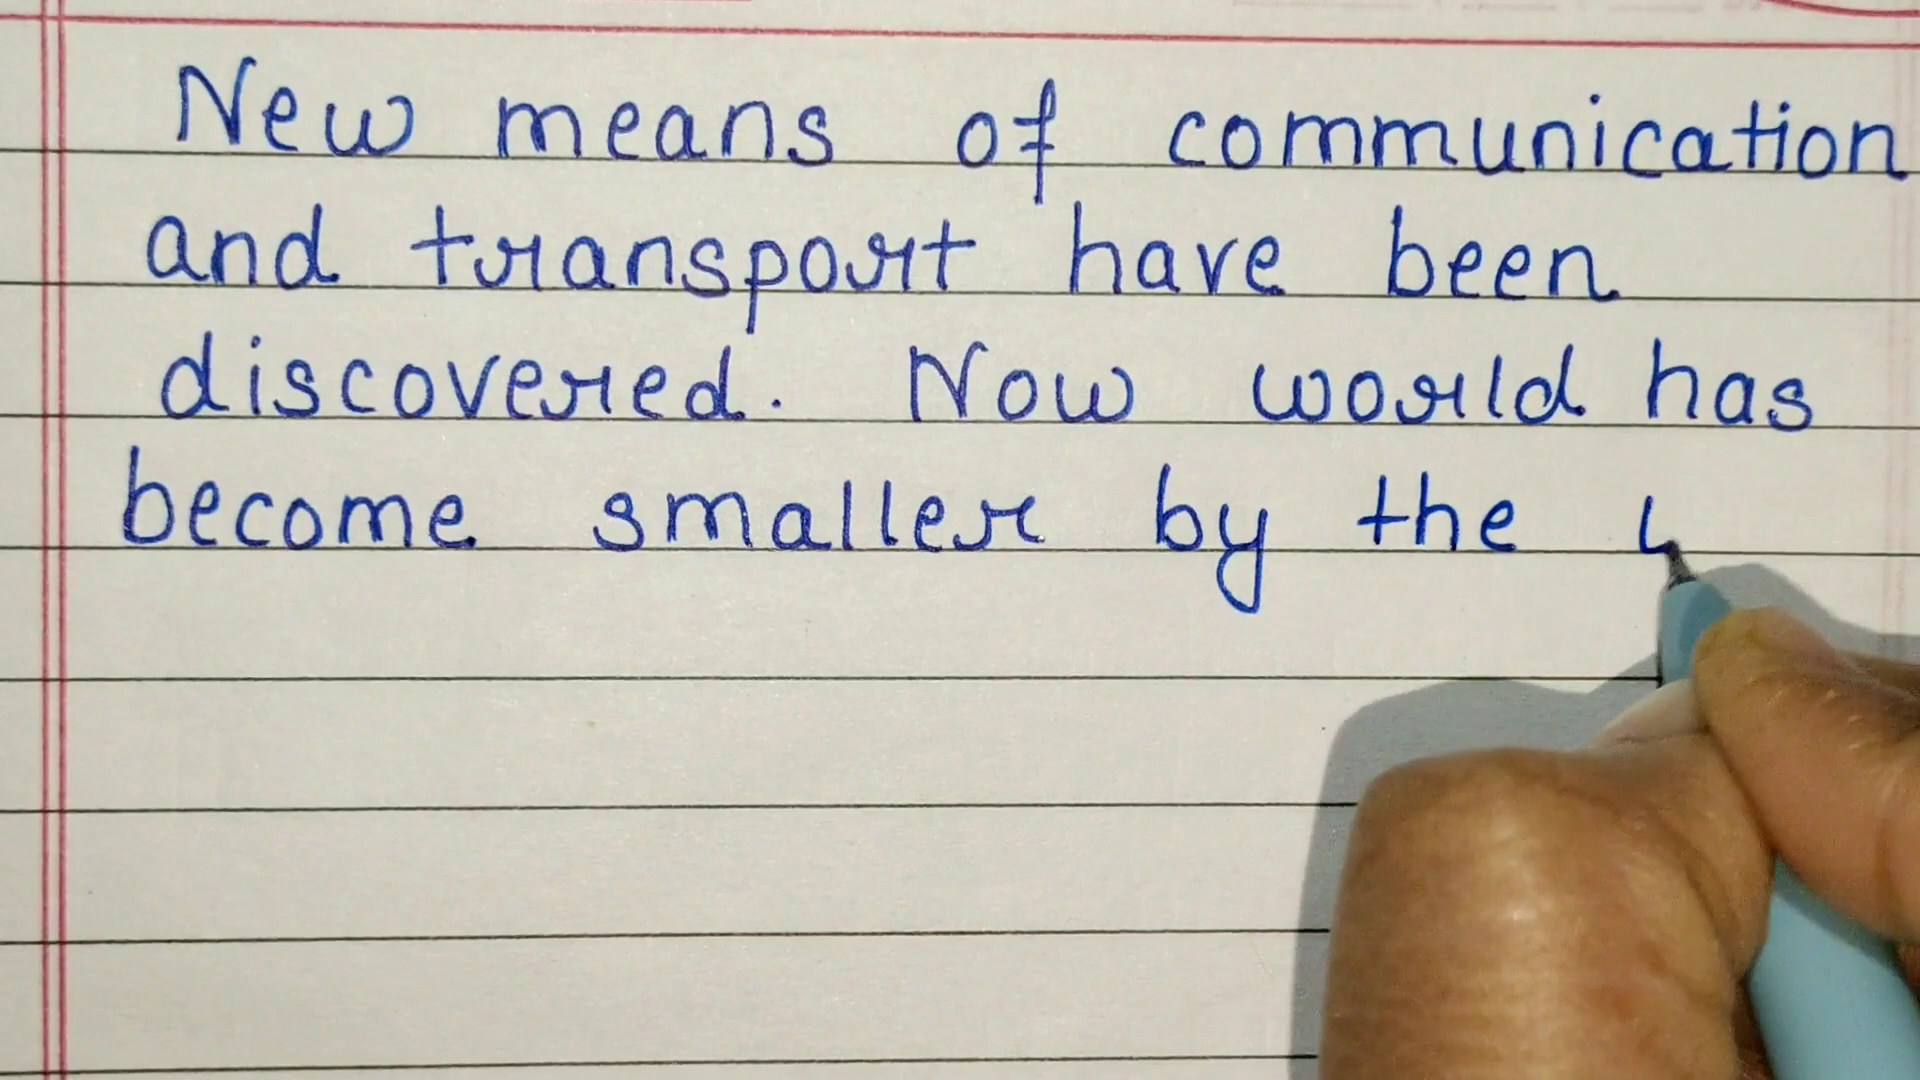 New means of communication
and transport have been
discovered. Now world has
become smaller by the